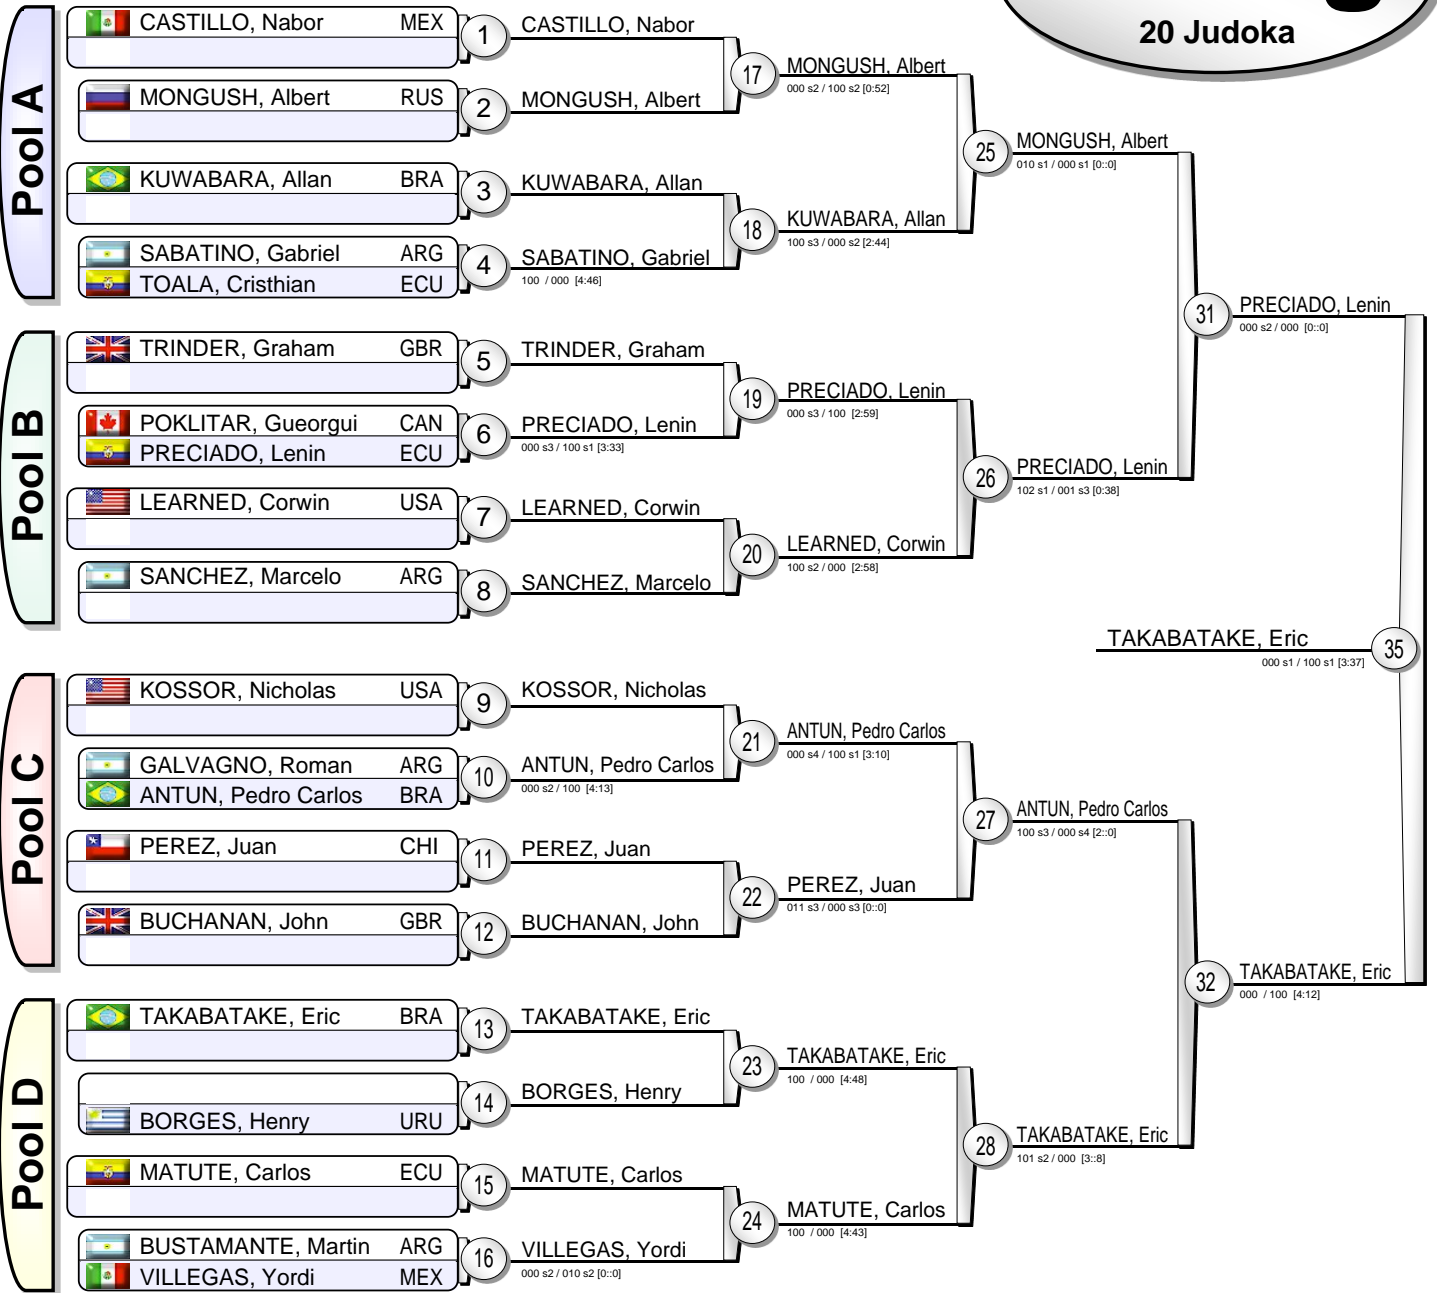 20 Judoka
Pool A
CASTILLO, Nabor MEX
1
CASTILLO, Nabor
MONGUSH, Albert RUS
2
MONGUSH, Albert
17
MONGUSH, Albert
000 s2 / 100 s2 [0:52]
KUWABARA, Allan BRA
3
KUWABARA, Allan
SABATINO, Gabriel ARG
TOALA, Cristhian ECU
4
SABATINO, Gabriel
100 / 000 [4:46]
18
KUWABARA, Allan
100 s3 / 000 s2 [2:44]
25
MONGUSH, Albert
010 s1 / 000 s1 [0::0]
Pool B
TRINDER, Graham GBR
5
TRINDER, Graham
POKLITAR, Gueorgui CAN
PRECIADO, Lenin ECU
6
PRECIADO, Lenin
000 s3 / 100 s1 [3:33]
19
PRECIADO, Lenin
000 s3 / 100 [2:59]
LEARNED, Corwin USA
7
LEARNED, Corwin
SANCHEZ, Marcelo ARG
8
SANCHEZ, Marcelo
20
LEARNED, Corwin
100 s2 / 000 [2:58]
26
PRECIADO, Lenin
102 s1 / 001 s3 [0:38]
31
PRECIADO, Lenin
000 s2 / 000 [0::0]
TAKABATAKE, Eric
000 s1 / 100 s1 [3:37]
35
Pool C
KOSSOR, Nicholas USA
9
KOSSOR, Nicholas
GALVAGNO, Roman ARG
ANTUN, Pedro Carlos BRA
10
ANTUN, Pedro Carlos
000 s2 / 100 [4:13]
21
ANTUN, Pedro Carlos
000 s4 / 100 s1 [3:10]
PEREZ, Juan CHI
11
PEREZ, Juan
BUCHANAN, John GBR
12
BUCHANAN, John
22
PEREZ, Juan
011 s3 / 000 s3 [0::0]
27
ANTUN, Pedro Carlos
100 s3 / 000 s4 [2::0]
Pool D
TAKABATAKE, Eric BRA
13
TAKABATAKE, Eric
BORGES, Henry URU
14
BORGES, Henry
23
TAKABATAKE, Eric
100 / 000 [4:48]
MATUTE, Carlos ECU
15
MATUTE, Carlos
BUSTAMANTE, Martin ARG
VILLEGAS, Yordi MEX
16
VILLEGAS, Yordi
000 s2 / 010 s2 [0::0]
24
MATUTE, Carlos
100 / 000 [4:43]
28
TAKABATAKE, Eric
101 s2 / 000 [3::8]
32
TAKABATAKE, Eric
000 / 100 [4:12]